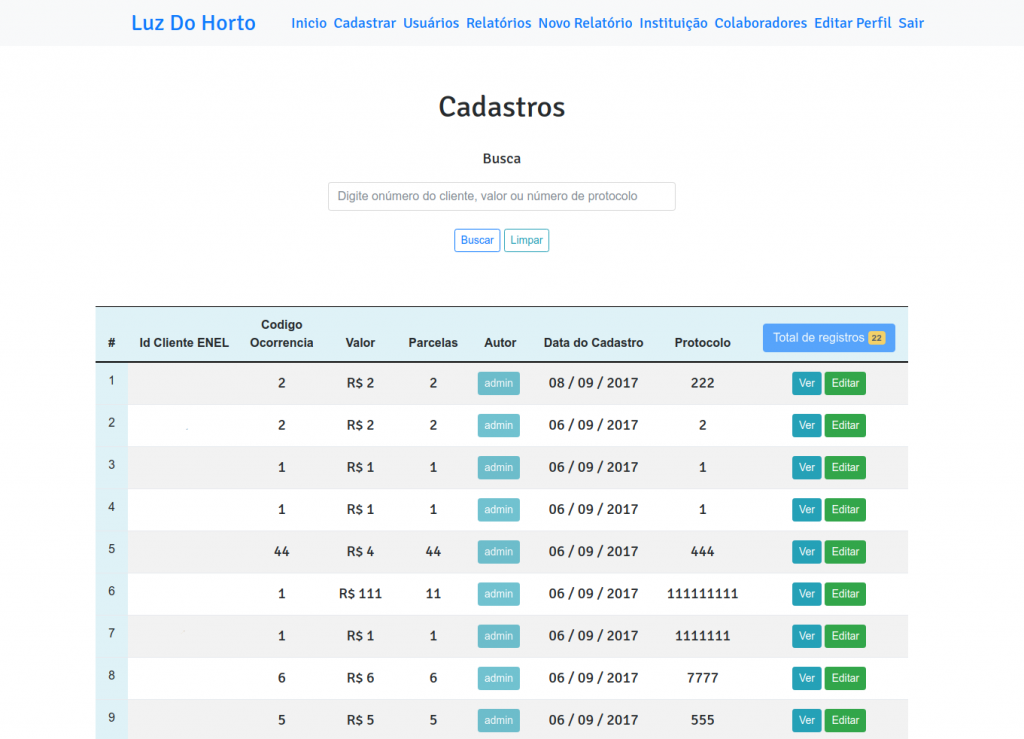 Luz Do Horto Inicio Cadastrar Usuários Relatórios Novo Relatório Instituição Colaboradores Editar Perfil Sair
Cadastros
Busca
Digite onúmero do cliente, valor ou número de protocolo
Buscar Limpar
# Id Cliente ENEL Codigo Ocorrencia Valor Parcelas Autor Data do Cadastro Protocolo Total de registros 22
1 2 R$ 2 2 admin 08 / 09 / 2017 222 Ver Editar
2 2 R$ 2 2 admin 06 / 09 / 2017 2 Ver Editar
3 1 R$ 1 1 admin 06 / 09 / 2017 1 Ver Editar
4 1 R$ 1 1 admin 06 / 09 / 2017 1 Ver Editar
5 44 R$ 4 44 admin 06 / 09 / 2017 444 Ver Editar
6 1 R$ 111 11 admin 06 / 09 / 2017 111111111 Ver Editar
7 1 R$ 1 1 admin 06 / 09 / 2017 1111111 Ver Editar
8 6 R$ 6 6 admin 06 / 09 / 2017 7777 Ver Editar
9 5 R$ 5 5 admin 06 / 09 / 2017 555 Ver Editar